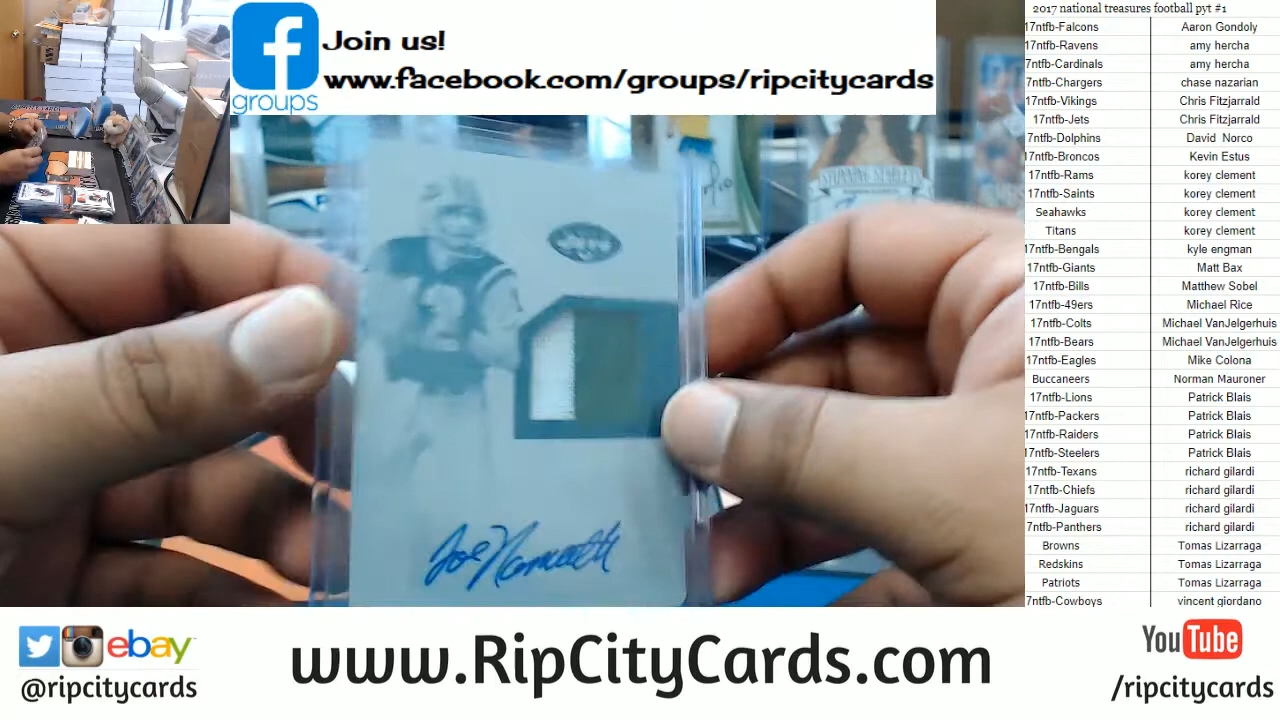 Join us!
www.facebook.com/groups/ripcitycards
groups
2017 national treasures football pyt #1
17ntfb-Falcons Aaron Gondoly
17ntfb-Ravens amy hercha
17ntfb-Cardinals amy hercha
7ntfb-Chargers chase nazarian
17ntfb-Vikings Chris Fitzjarrald
17ntfb-Jets Chris Fitzjarrald
7ntfb-Dolphins David Norco
17ntfb-Broncos Kevin Estus
17ntfb-Rams korey clement
17ntfb-Saints korey clement
Seahawks korey clement
Titans korey clement
17ntfb-Bengals kyle engman
17ntfb-Giants Matt Bax
17ntfb-Bills Matthew Sobel
17ntfb-49ers Michael Rice
17ntfb-Colts Michael VanJelgerhuis
17ntfb-Bears Michael VanJelgerhuis
17ntfb-Eagles Mike Colona
Buccaneers Norman Mauroner
17ntfb-Lions Patrick Blais
17ntfb-Packers Patrick Blais
17ntfb-Raiders Patrick Blais
17ntfb-Steelers Patrick Blais
17ntfb-Texans richard gilardi
17ntfb-Chiefs richard gilardi
17ntfb-Jaguars richard gilardi
7ntfb-Panthers richard gilardi
Browns Tomas Lizarraga
Redskins Tomas Lizarraga
Patriots Tomas Lizarraga
7ntfb-Cowboys vincent giordano
JETS
Joe Namath
ebay
@ripcitycards
www.RipCityCards.com
YouTube
/ripcitycards